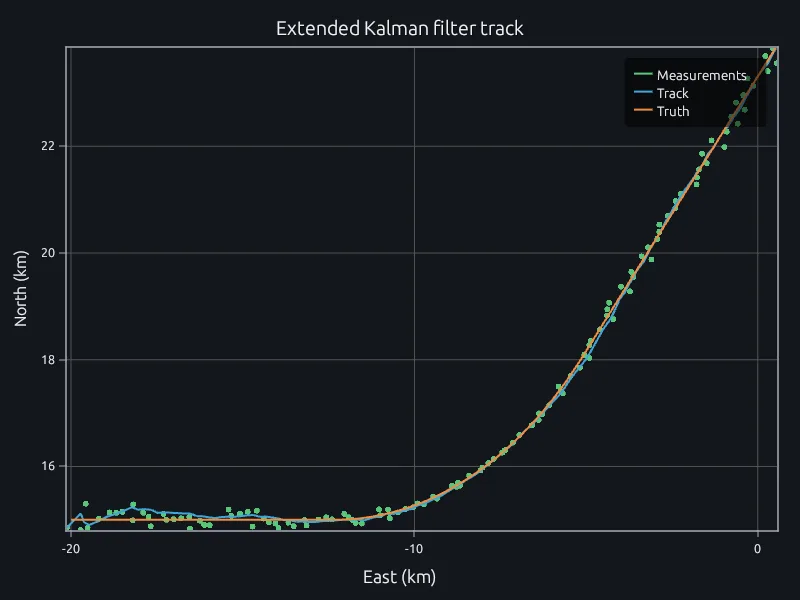 Extended Kalman filter track
Measurements
Track
Truth
22
20
18
16
North (km)
-20
-10
0
East (km)